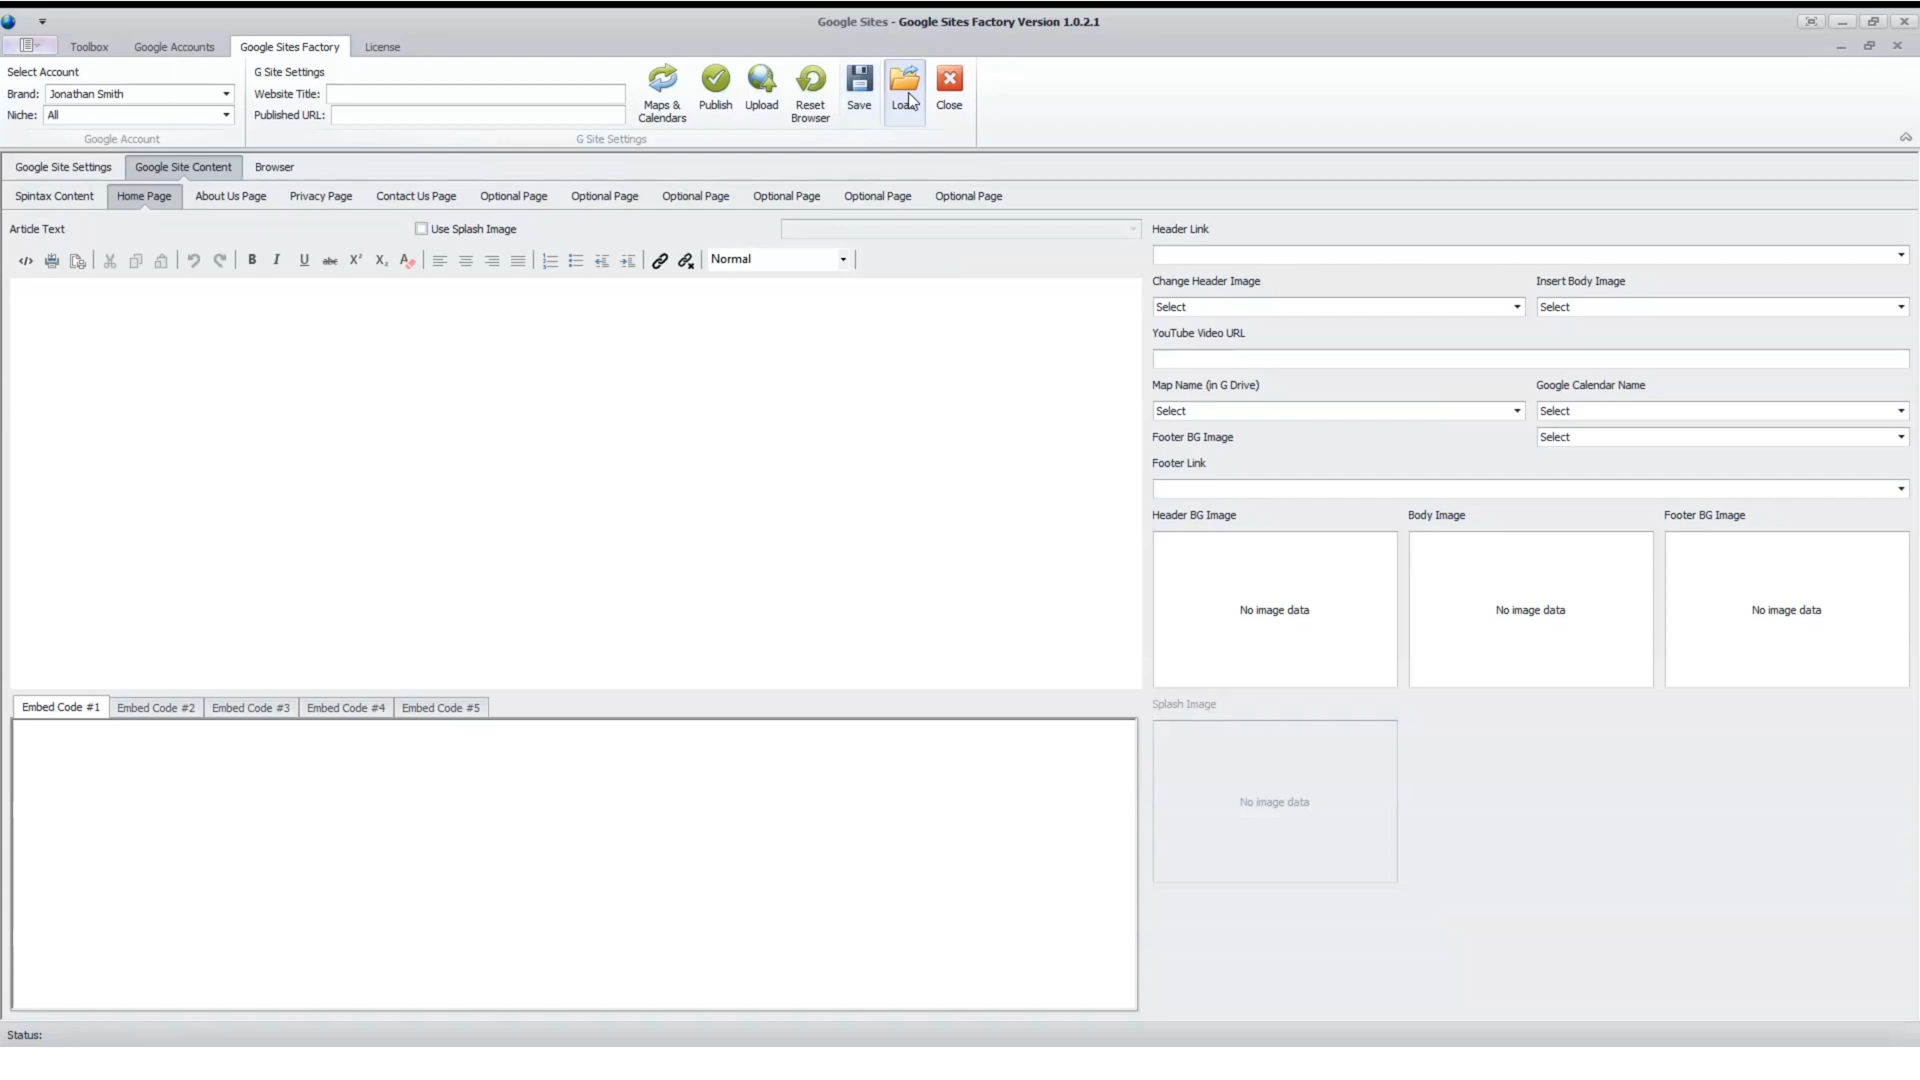 Google Sites - Google Sites Factory Version 1.0.2.1
Toolbox Google Accounts Google Sites Factory License
Select Account G Site Settings
Brand: Jonathan Smith Website Title:
Niche: All Published URL:
Maps & Calendars Publish Upload Reset Browser Save Load Close
Google Account G Site Settings
Google Site Settings Google Site Content Browser
Spintax Content Home Page About Us Page Privacy Page Contact Us Page Optional Page Optional Page Optional Page Optional Page Optional Page Optional Page
Article Text Use Splash Image Header Link
B I U abc X² X₂ A Normal
Change Header Image Insert Body Image
Select Select
YouTube Video URL
Map Name (in G Drive) Google Calendar Name
Select Select
Footer BG Image Select
Footer Link
Header BG Image Body Image Footer BG Image
No image data No image data No image data
Embed Code #1 Embed Code #2 Embed Code #3 Embed Code #4 Embed Code #5
Splash Image
No image data
Status: